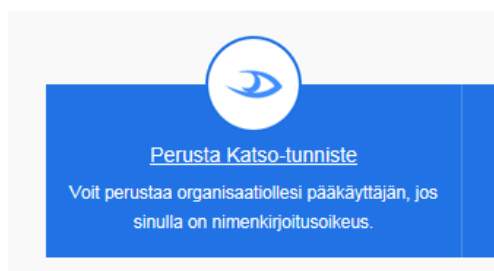 Perusta Katso-tunniste
Voit perustaa organisaatiollesi pääkäyttäjän, jos
sinulla on nimenkirjoitusoikeus.